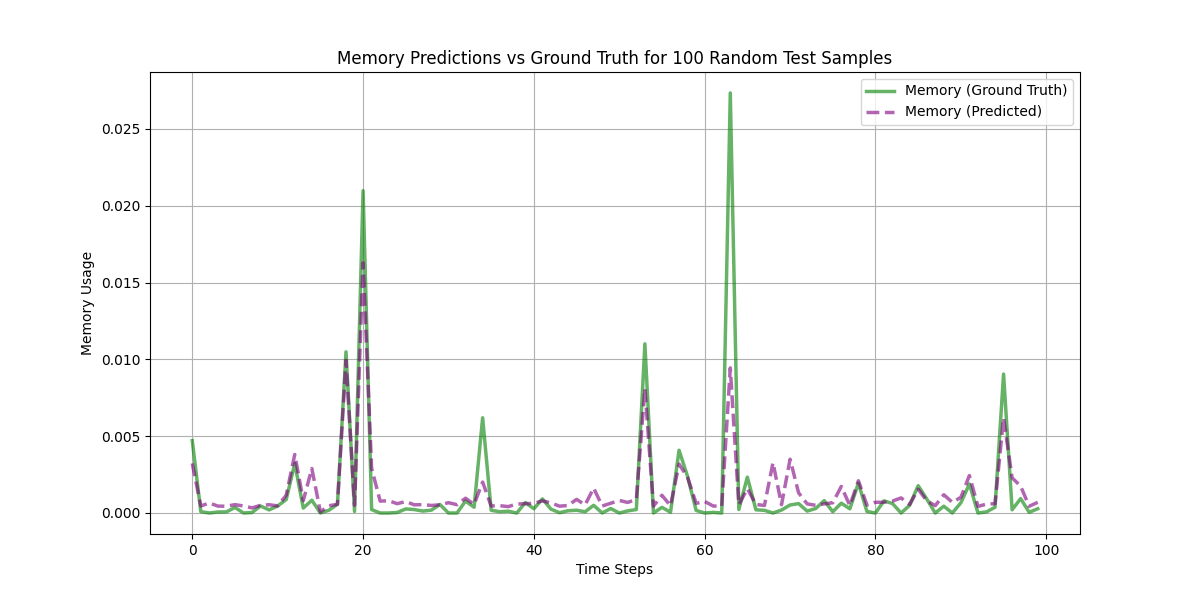 Memory Predictions vs Ground Truth for 100 Random Test Samples
Memory (Ground Truth)
Memory (Predicted)
Memory Usage
0.025
0.020
0.015
0.010
0.005
0.000
0 20 40 60 80 100
Time Steps